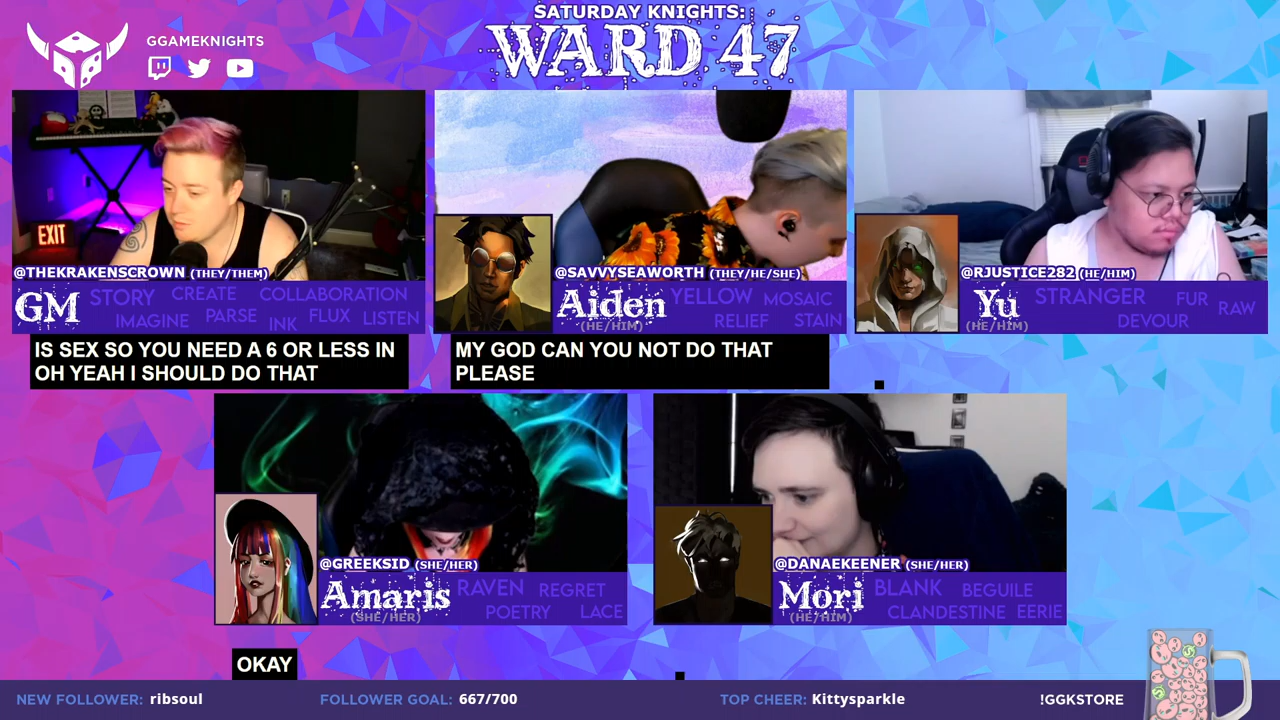 SATURDAY KNIGHTS:
WARD 47
GGAMEKNIGHTS
EXIT
@THEKRAKENSCROWN (THEY/THEM)
GM
STORY CREATE COLLABORATION
IMAGINE PARSE INK FLUX LISTEN
@SAVVYSEAWORTH (THEY/HE/SHE)
Aiden
(HE/HIM)
YELLOW MOSAIC
RELIEF STAIN
@RJUSTICE282 (HE/HIM)
Yu
(HE/HIM)
STRANGER FUR RAW
DEVOUR
IS SEX SO YOU NEED A 6 OR LESS IN
OH YEAH I SHOULD DO THAT
MY GOD CAN YOU NOT DO THAT
PLEASE
@GREEKSID (SHE/HER)
Amaris
(SHE/HER)
RAVEN REGRET
POETRY LACE
@DANAEKEENER (SHE/HER)
Mori
(HE/HIM)
BLANK BEGUILE
CLANDESTINE EERIE
OKAY
NEW FOLLOWER: ribsoul
FOLLOWER GOAL: 667/700
TOP CHEER: Kittysparkle
!GGKSTORE